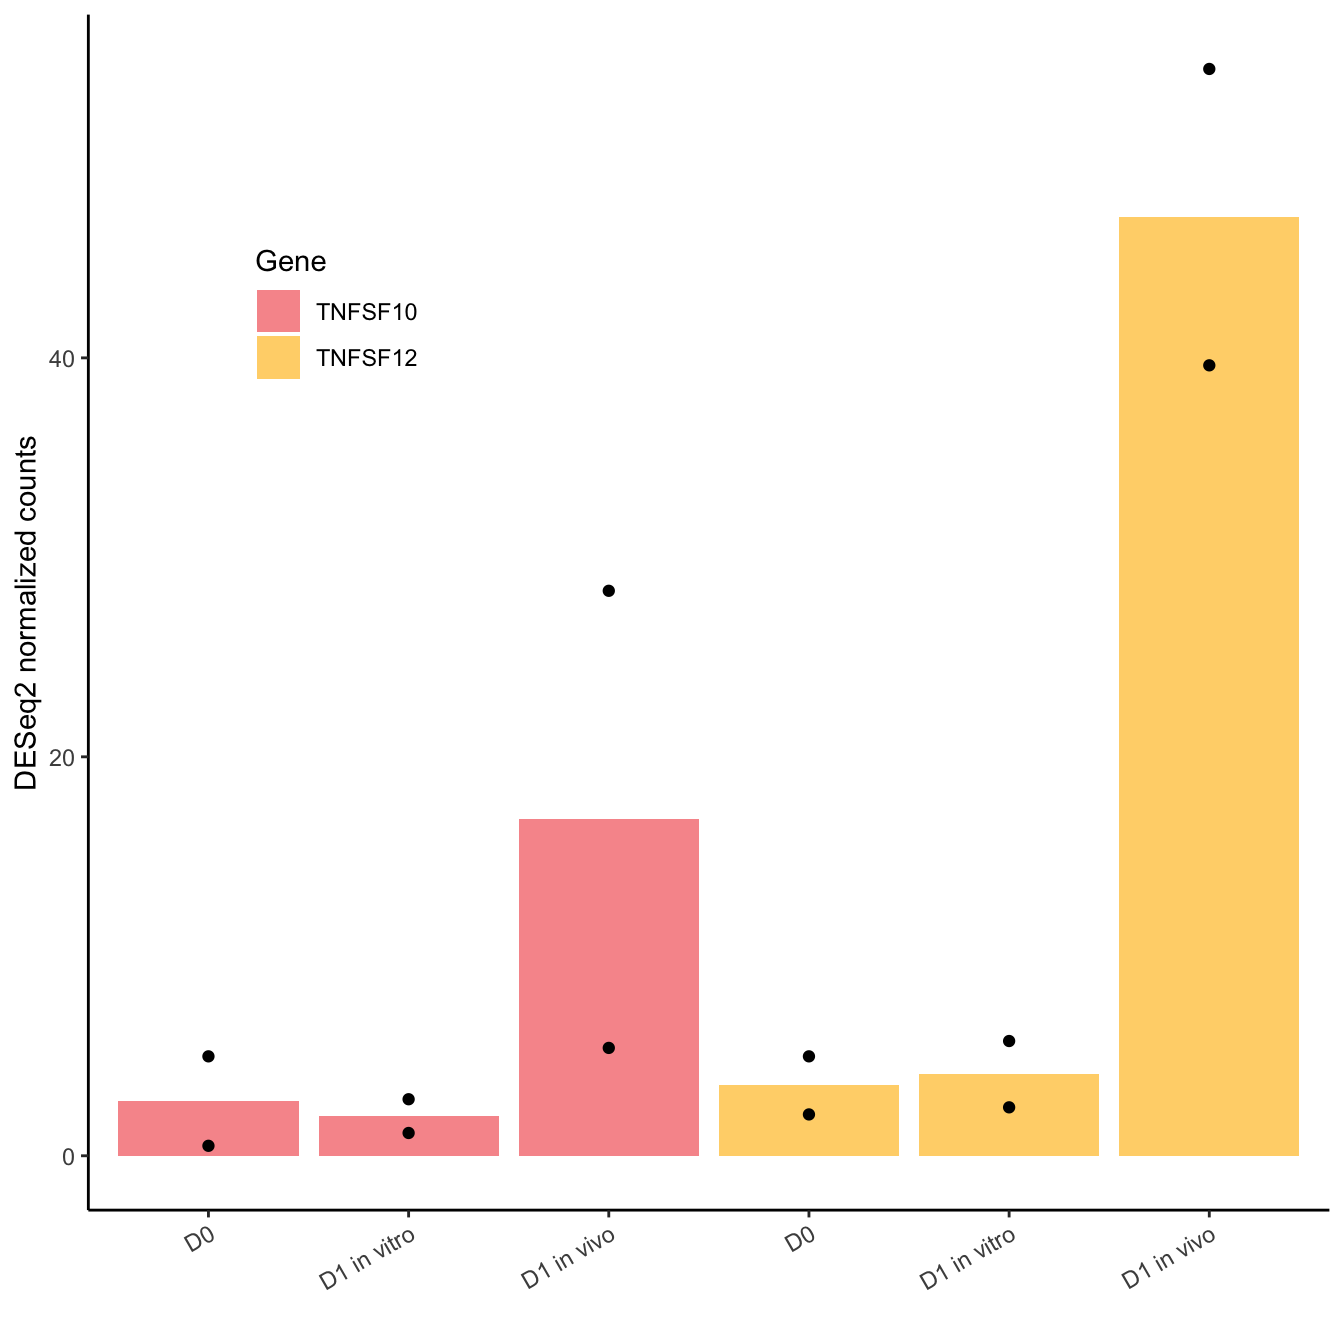 Gene
TNFSF10
TNFSF12
DESeq2 normalized counts
40
20
0
D0
D1 in vitro
D1 in vivo
D0
D1 in vitro
D1 in vivo